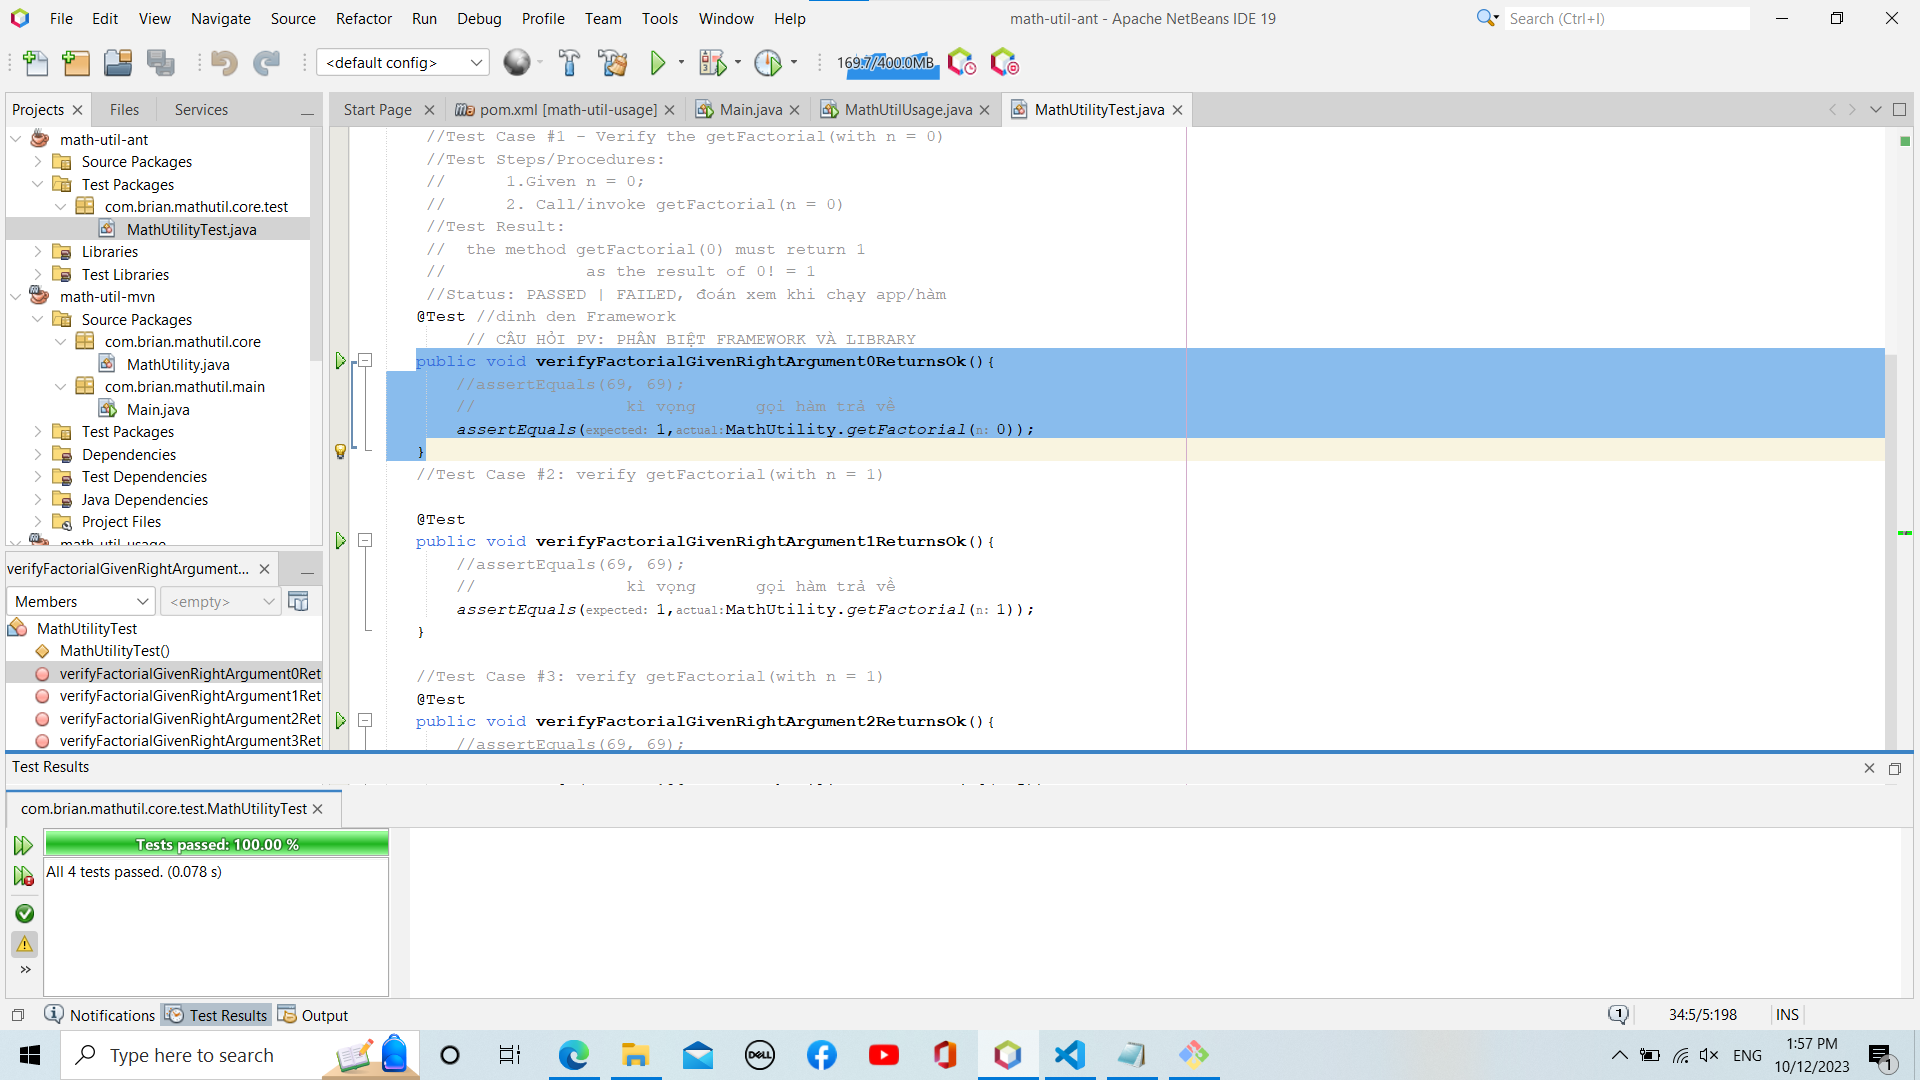 File Edit View Navigate Source Refactor Run Debug Profile Team Tools Window Help
math-util-ant - Apache NetBeans IDE 19
Search (Ctrl+I)
<default config>
169.7/400.0MB
Projects Files Services
Start Page pom.xml [math-util-usage] Main.java MathUtilUsage.java MathUtilityTest.java
math-util-ant
Source Packages
Test Packages
com.brian.mathutil.core.test
MathUtilityTest.java
Libraries
Test Libraries
math-util-mvn
Source Packages
com.brian.mathutil.core
MathUtility.java
com.brian.mathutil.main
Main.java
Test Packages
Dependencies
Test Dependencies
Java Dependencies
Project Files
math-util-usage
//Test Case #1 - Verify the getFactorial(with n = 0)
//Test Steps/Procedures:
// 1.Given n = 0;
// 2. Call/invoke getFactorial(n = 0)
//Test Result:
// the method getFactorial(0) must return 1
// as the result of 0! = 1
//Status: PASSED | FAILED, đoán xem khi chạy app/hàm
@Test //dinh den Framework
// CÂU HỎI PV: PHÂN BIỆT FRAMEWORK VÀ LIBRARY
public void verifyFactorialGivenRightArgument0ReturnsOk(){
//assertEquals(69, 69);
// kì vọng gọi hàm trả về
assertEquals(expected: 1,actual:MathUtility.getFactorial(n: 0));
}
//Test Case #2: verify getFactorial(with n = 1)
@Test
public void verifyFactorialGivenRightArgument1ReturnsOk(){
//assertEquals(69, 69);
// kì vọng gọi hàm trả về
assertEquals(expected: 1,actual:MathUtility.getFactorial(n: 1));
}
//Test Case #3: verify getFactorial(with n = 1)
@Test
public void verifyFactorialGivenRightArgument2ReturnsOk(){
//assertEquals(69, 69);
verifyFactorialGivenRightArgument...
Members <empty>
MathUtilityTest
MathUtilityTest()
verifyFactorialGivenRightArgument0Ret
verifyFactorialGivenRightArgument1Ret
verifyFactorialGivenRightArgument2Ret
verifyFactorialGivenRightArgument3Ret
Test Results
com.brian.mathutil.core.test.MathUtilityTest
Tests passed: 100.00 %
All 4 tests passed. (0.078 s)
Notifications Test Results Output
1
34:5/5:198
INS
Type here to search
DELL
ENG
1:57 PM
10/12/2023
1